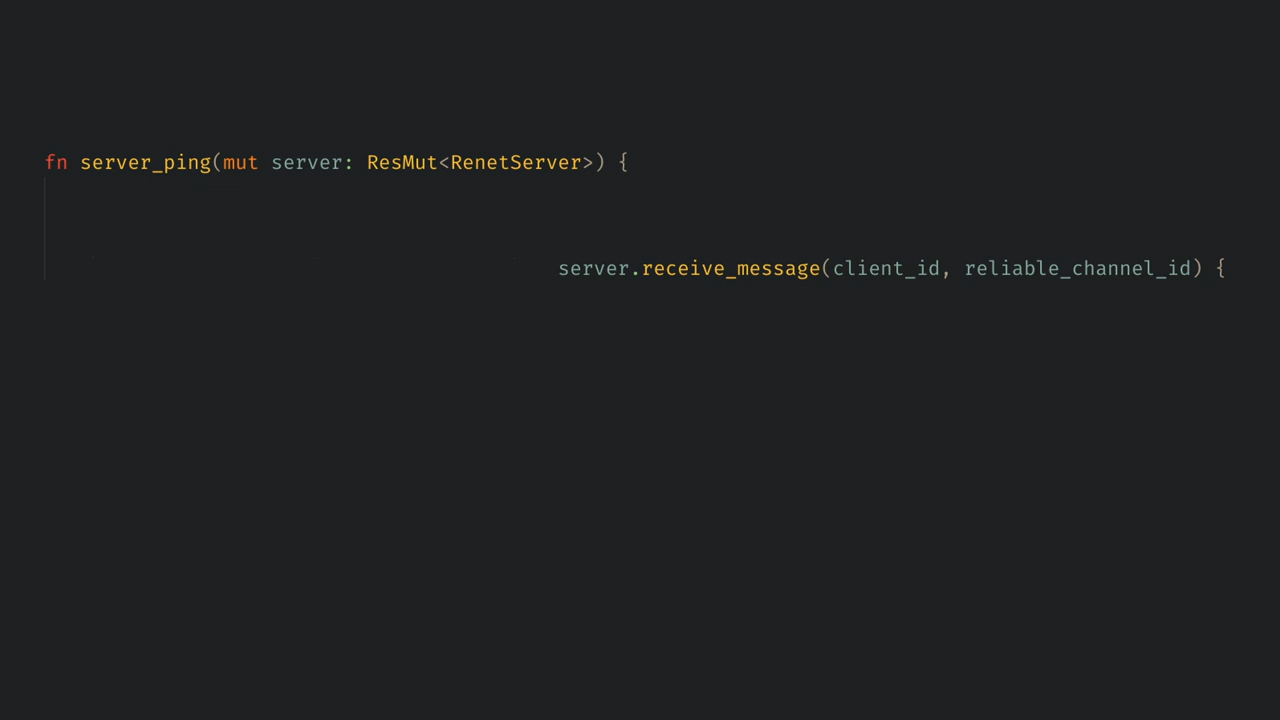 fn server_ping(mut server: ResMut<RenetServer>) {
server.receive_message(client_id, reliable_channel_id) {